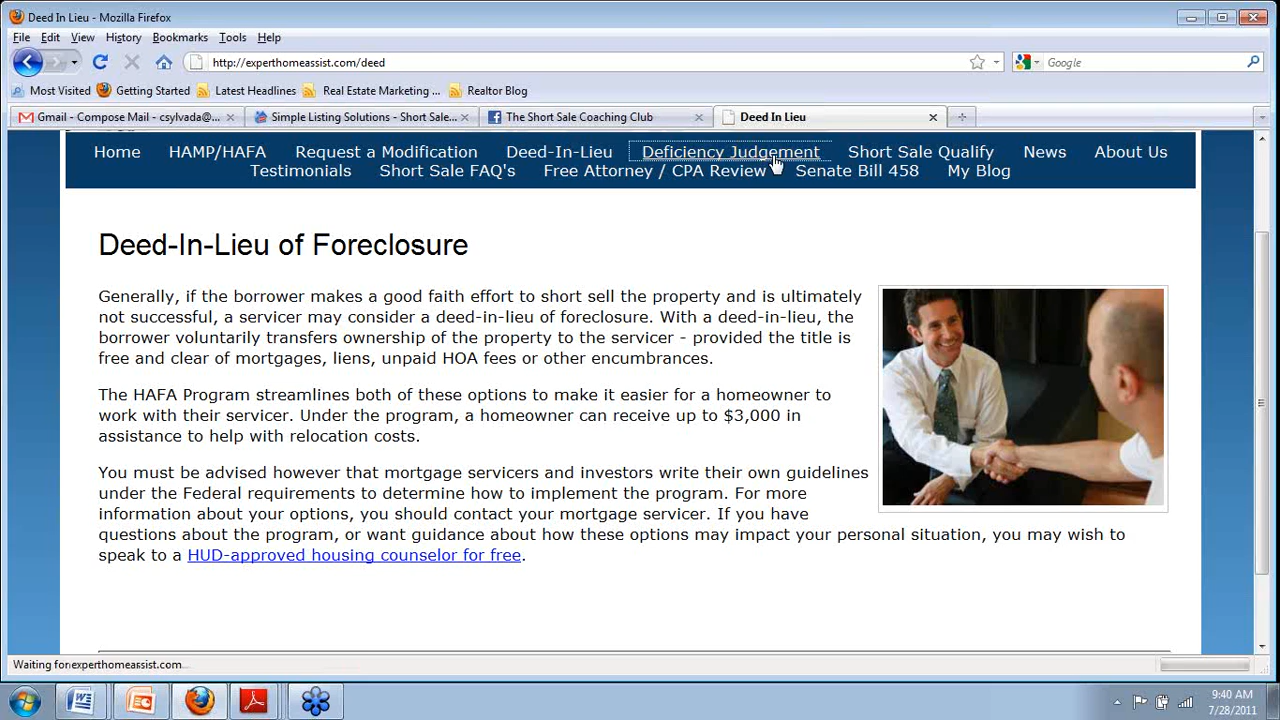 Deed In Lieu - Mozilla Firefox
File Edit View History Bookmarks Tools Help
http://experthomeassist.com/deed
Google
Most Visited Getting Started Latest Headlines Real Estate Marketing ... Realtor Blog
Gmail - Compose Mail - csylvada@...
Simple Listing Solutions - Short Sale...
The Short Sale Coaching Club
Deed In Lieu
Home HAMP/HAFA Request a Modification Deed-In-Lieu Deficiency Judgement Short Sale Qualify News About Us
Testimonials Short Sale FAQ's Free Attorney / CPA Review Senate Bill 458 My Blog
Deed-In-Lieu of Foreclosure
Generally, if the borrower makes a good faith effort to short sell the property and is ultimately
not successful, a servicer may consider a deed-in-lieu of foreclosure. With a deed-in-lieu, the
borrower voluntarily transfers ownership of the property to the servicer - provided the title is
free and clear of mortgages, liens, unpaid HOA fees or other encumbrances.
The HAFA Program streamlines both of these options to make it easier for a homeowner to
work with their servicer. Under the program, a homeowner can receive up to $3,000 in
assistance to help with relocation costs.
You must be advised however that mortgage servicers and investors write their own guidelines
under the Federal requirements to determine how to implement the program. For more
information about your options, you should contact your mortgage servicer. If you have
questions about the program, or want guidance about how these options may impact your personal situation, you may wish to
speak to a HUD-approved housing counselor for free.
Waiting for experthomeassist.com...
9:40 AM
7/28/2011